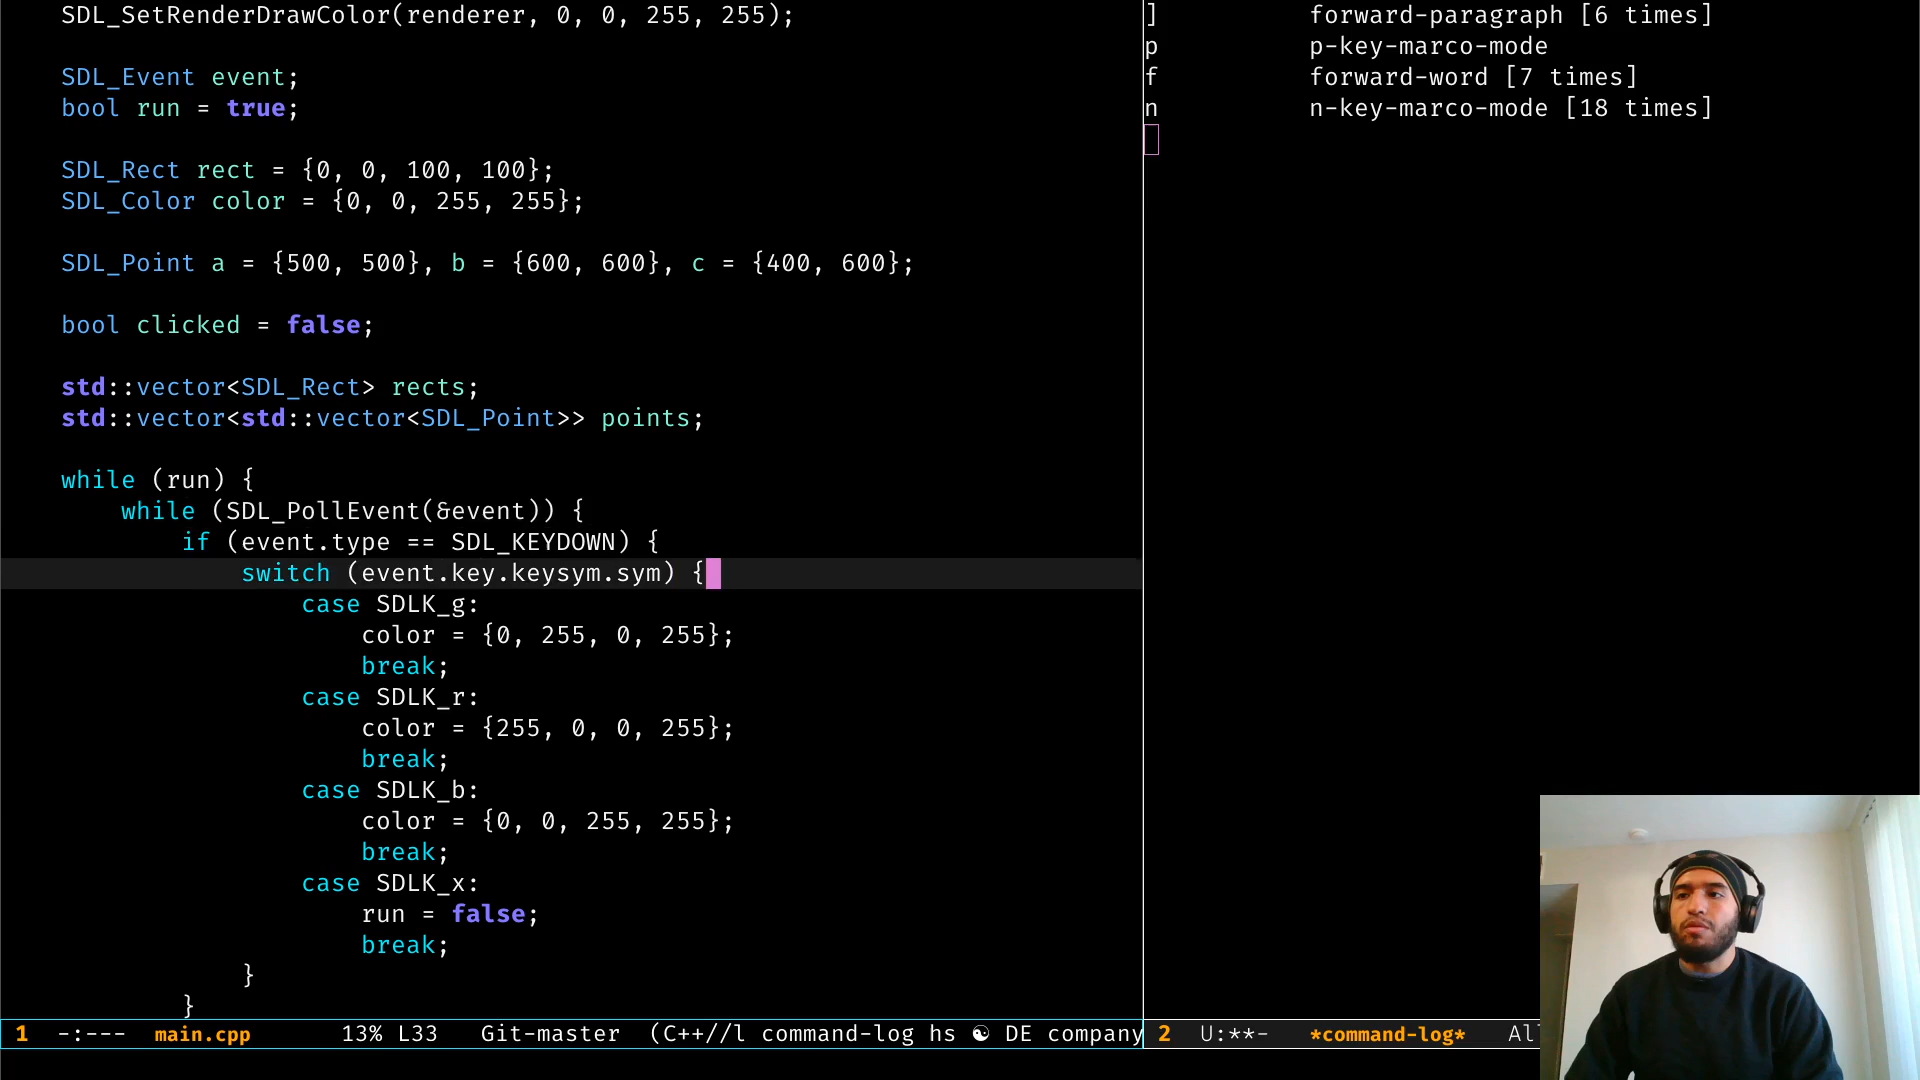 SDL_SetRenderDrawColor(renderer, 0, 0, 255, 255);
SDL_Event event;
bool run = true;
SDL_Rect rect = {0, 0, 100, 100};
SDL_Color color = {0, 0, 255, 255};
SDL_Point a = {500, 500}, b = {600, 600}, c = {400, 600};
bool clicked = false;
std::vector<SDL_Rect> rects;
std::vector<std::vector<SDL_Point>> points;
while (run) {
while (SDL_PollEvent(&event)) {
if (event.type == SDL_KEYDOWN) {
switch (event.key.keysym.sym) {
case SDLK_g:
color = {0, 255, 0, 255};
break;
case SDLK_r:
color = {255, 0, 0, 255};
break;
case SDLK_b:
color = {0, 0, 255, 255};
break;
case SDLK_x:
run = false;
break;
}
}
1 -:--- main.cpp 13% L33 Git-master (C++//l command-log hs ☯ DE company
] forward-paragraph [6 times]
p p-key-marco-mode
f forward-word [7 times]
n n-key-marco-mode [18 times]
2 U:**- *command-log* Al